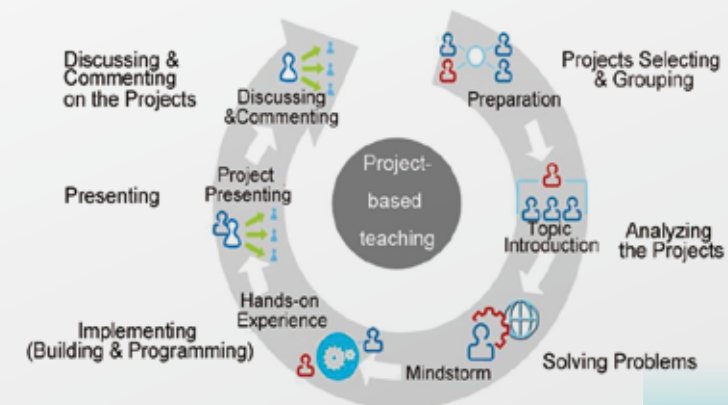 Discussing &
Commenting
on the Projects
Discussing
&Commenting
Preparation
Projects Selecting
& Grouping
Project-
based
teaching
Presenting
Project
Presenting
Topic
Introduction
Analyzing
the Projects
Hands-on
Experience
Implementing
(Building & Programming)
Mindstorm
Solving Problems